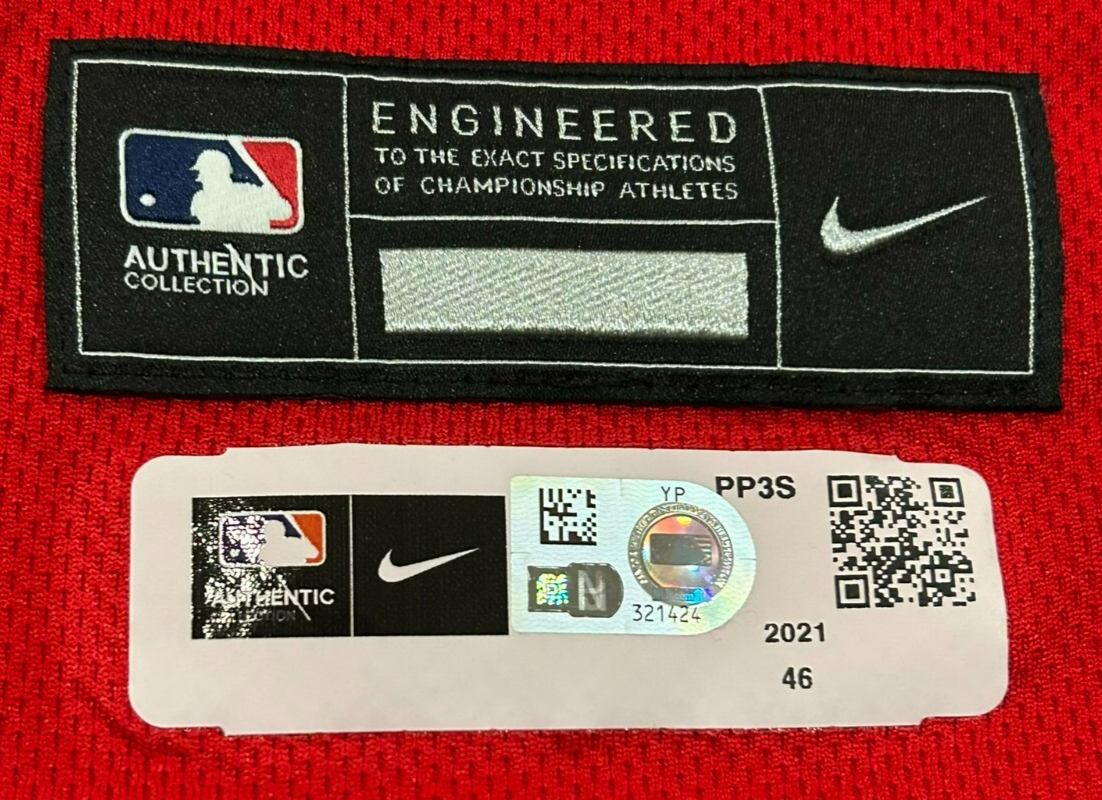 ENGINEERED
TO THE EXACT SPECIFICATIONS
OF CHAMPIONSHIP ATHLETES
AUTHENTIC
COLLECTION
YP
PP3S
AUTHENTIC
321424
2021
46